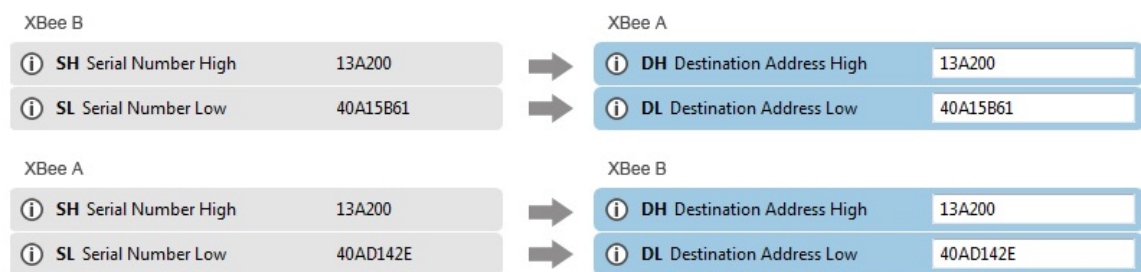 XBee B XBee A
SH Serial Number High 13A200 DH Destination Address High 13A200
SL Serial Number Low 40A15B61 DL Destination Address Low 40A15B61
XBee A XBee B
SH Serial Number High 13A200 DH Destination Address High 13A200
SL Serial Number Low 40AD142E DL Destination Address Low 40AD142E